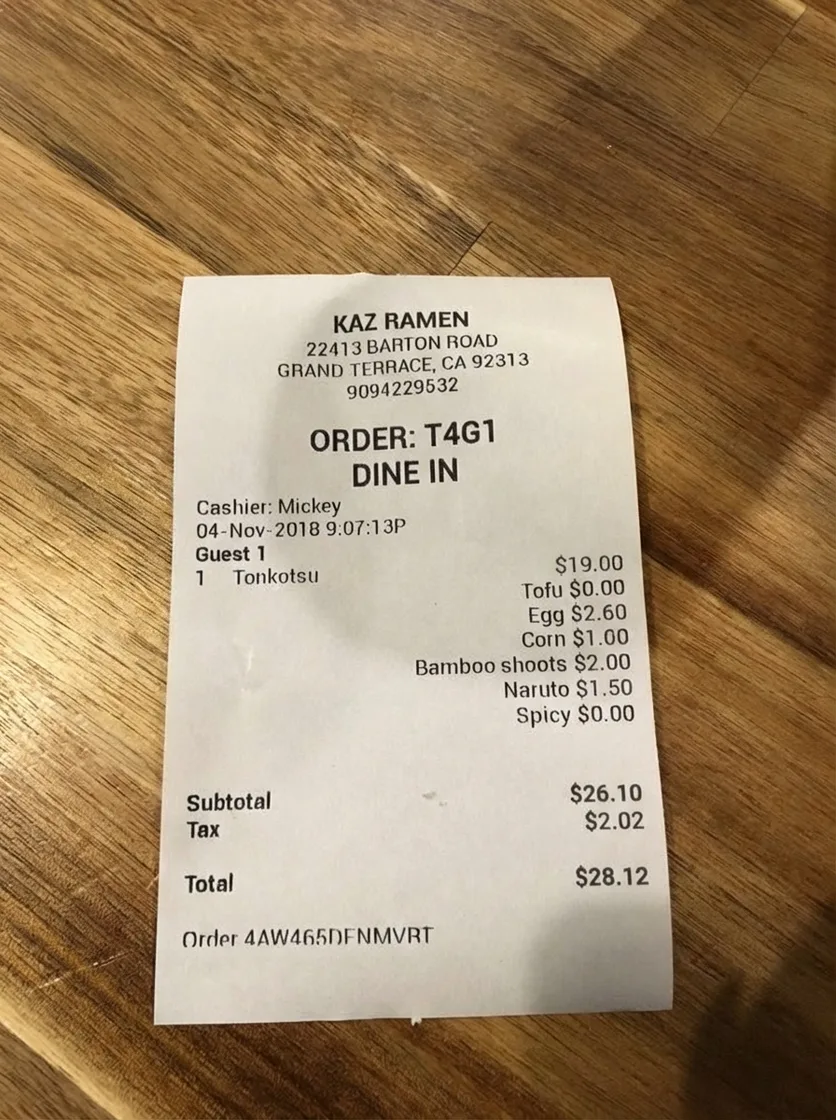 KAZ RAMEN
22413 BARTON ROAD
GRAND TERRACE, CA 92313
9094229532
ORDER: T4G1
DINE IN
Cashier: Mickey
04-Nov-2018 9:07:13P
Guest 1
1 Tonkotsu $19.00
Tofu $0.00
Egg $2.60
Corn $1.00
Bamboo shoots $2.00
Naruto $1.50
Spicy $0.00
Subtotal $26.10
Tax $2.02
Total $28.12
Order 4AW465DFNMVRT